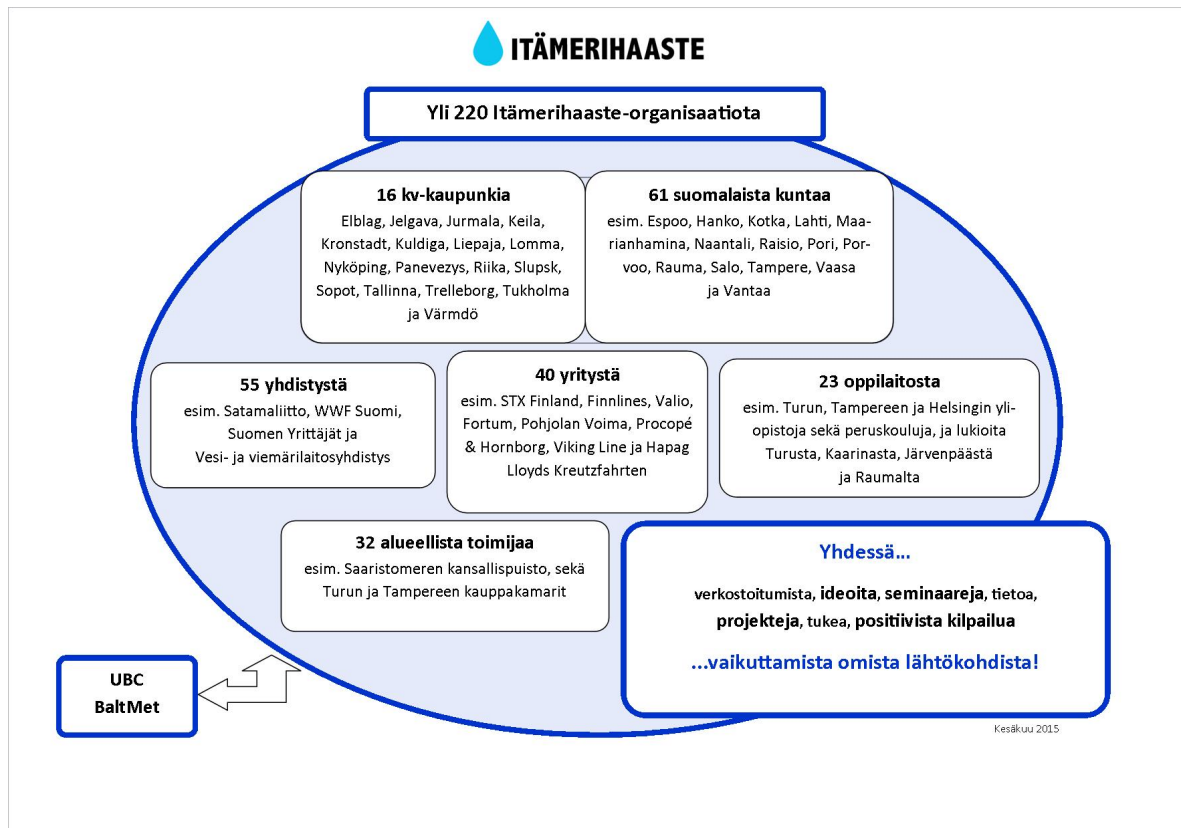 ITÄMERIHAASTE
Yli 220 Itämerihaaste-organisaatiota
16 kv-kaupunkia
Elblag, Jelgava, Jurmala, Keila,
Kronstadt, Kuldiga, Liepaja, Lomma,
Nyköping, Panevezys, Riika, Slupsk,
Sopot, Tallinna, Trelleborg, Tukholma
ja Värmdö
61 suomalaista kuntaa
esim. Espoo, Hanko, Kotka, Lahti, Maa-
rianhamina, Naantali, Raisio, Pori, Por-
voo, Rauma, Salo, Tampere, Vaasa
ja Vantaa
55 yhdistystä
esim. Satamaliitto, WWF Suomi,
Suomen Yrittäjät ja
Vesi- ja viemärilaitosyhdistys
40 yritystä
esim. STX Finland, Finnlines, Valio,
Fortum, Pohjolan Voima, Procopé
& Hornborg, Viking Line ja Hapag
Lloyds Kreutzfahrten
23 oppilaitosta
esim. Turun, Tampereen ja Helsingin yli-
opistoja sekä peruskouluja, ja lukioita
Turusta, Kaarinasta, Järvenpäästä
ja Raumalta
32 alueellista toimijaa
esim. Saaristomeren kansallispuisto, sekä
Turun ja Tampereen kauppakamarit
Yhdessä...
verkostoitumista, ideoita, seminaareja, tietoa,
projekteja, tukea, positiivista kilpailua
...vaikuttamista omista lähtökohdista!
UBC
BaltMet
Kesäkuu 2015